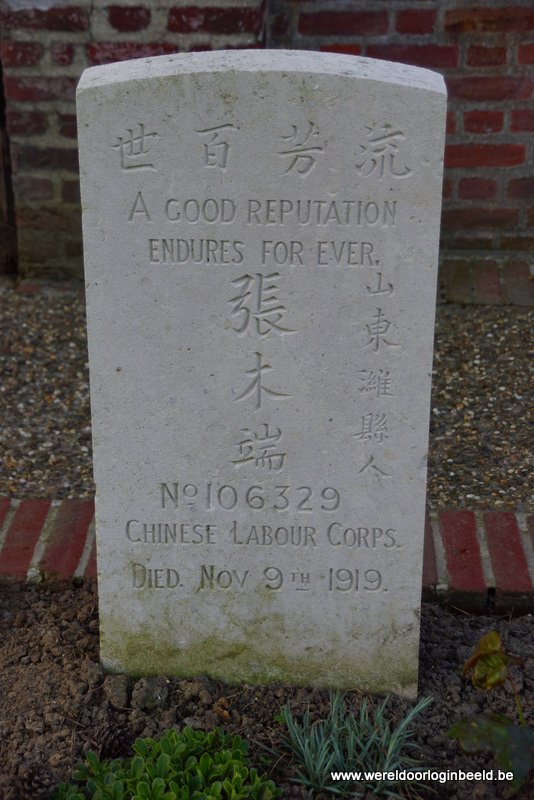 流芳百世
A GOOD REPUTATION
ENDURES FOR EVER.
山東濰縣人
張木端
No 106329
CHINESE LABOUR CORPS.
DIED. NOV 9TH 1919.
www.wereldoorloginbeeld.be